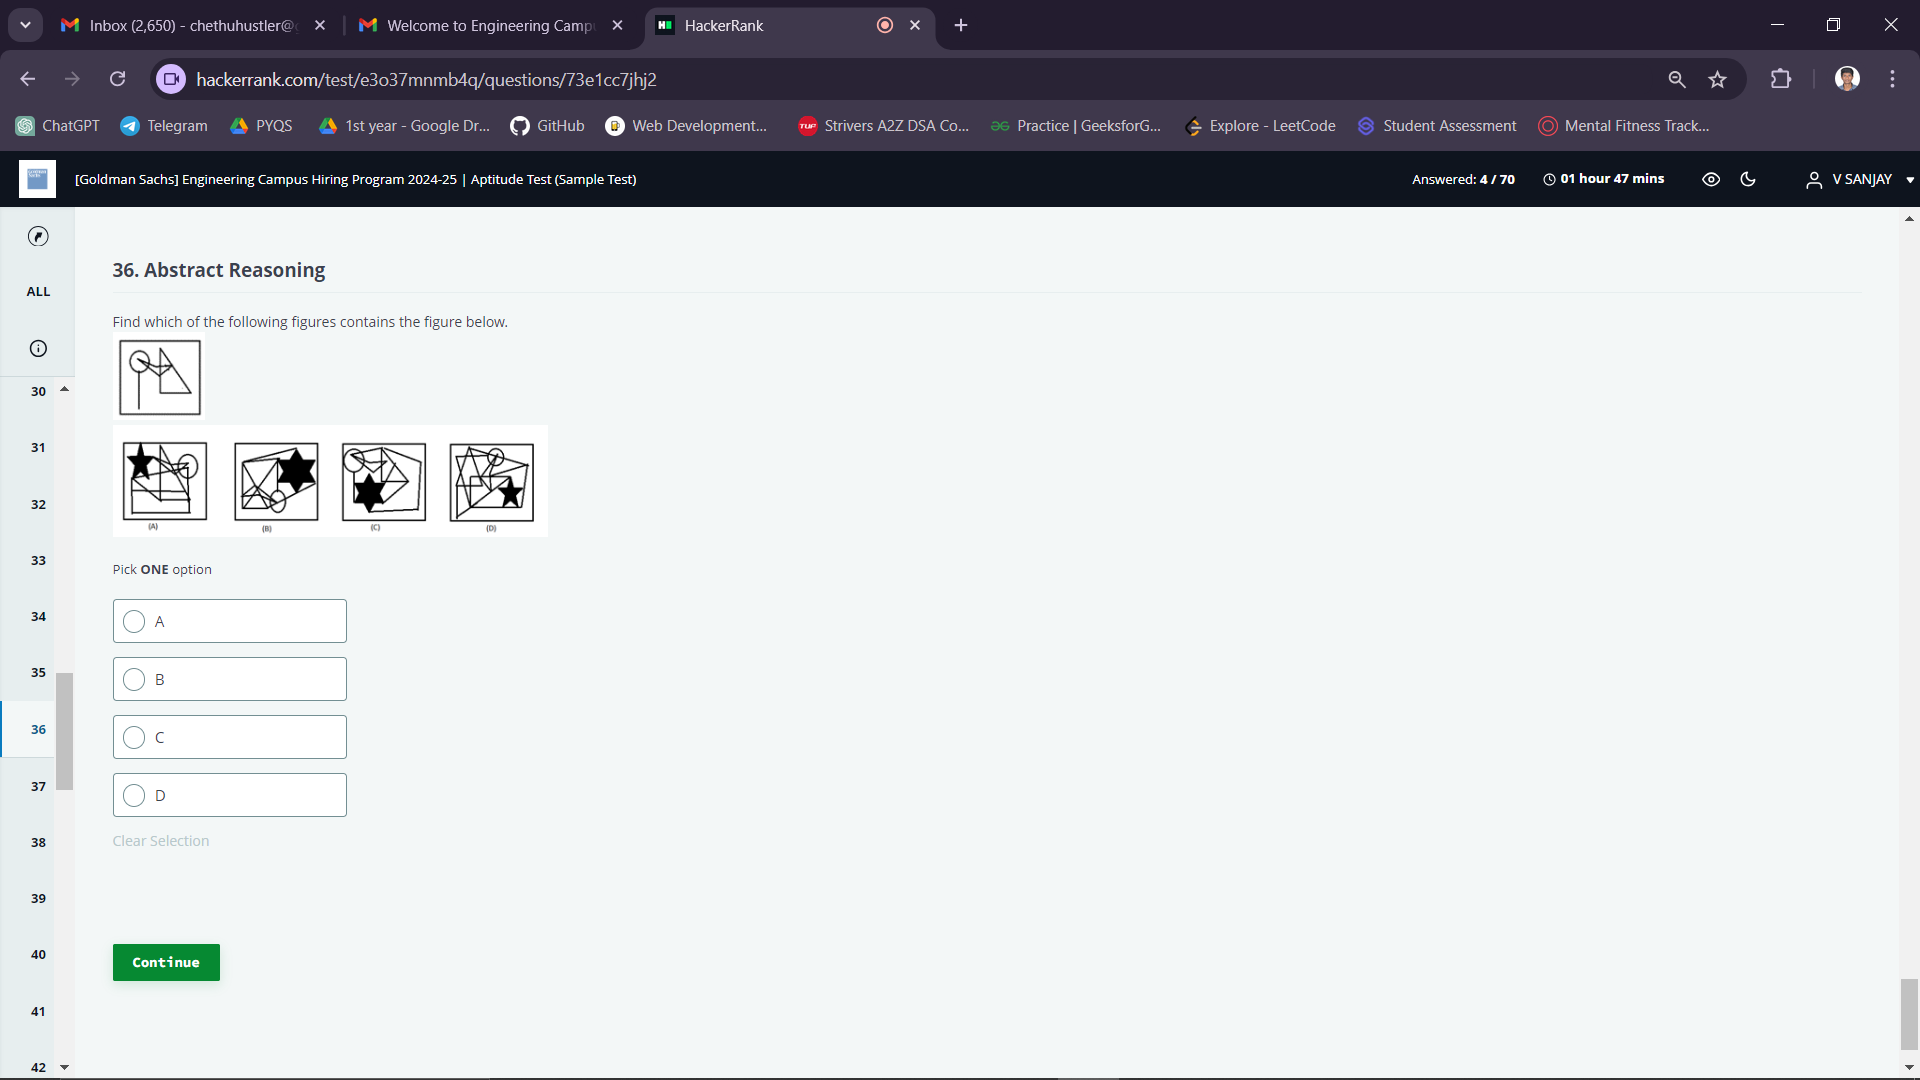 Inbox (2,650) - chethuhustler@
Welcome to Engineering Camp
HackerRank
hackerrank.com/test/e3o37mnmb4q/questions/73e1cc7jhj2
ChatGPT
Telegram
PYQS
1st year - Google Dr...
GitHub
Web Development...
TUF
Strivers A2Z DSA Co...
Practice | GeeksforG...
Explore - LeetCode
Student Assessment
Mental Fitness Track...
[Goldman Sachs] Engineering Campus Hiring Program 2024-25 | Aptitude Test (Sample Test)
Answered: 4 / 70
01 hour 47 mins
V SANJAY
ALL
30
31
32
33
34
35
36
37
38
39
40
41
42
36. Abstract Reasoning
Find which of the following figures contains the figure below.
(A)
(B)
(C)
(D)
Pick ONE option
A
B
C
D
Clear Selection
Continue